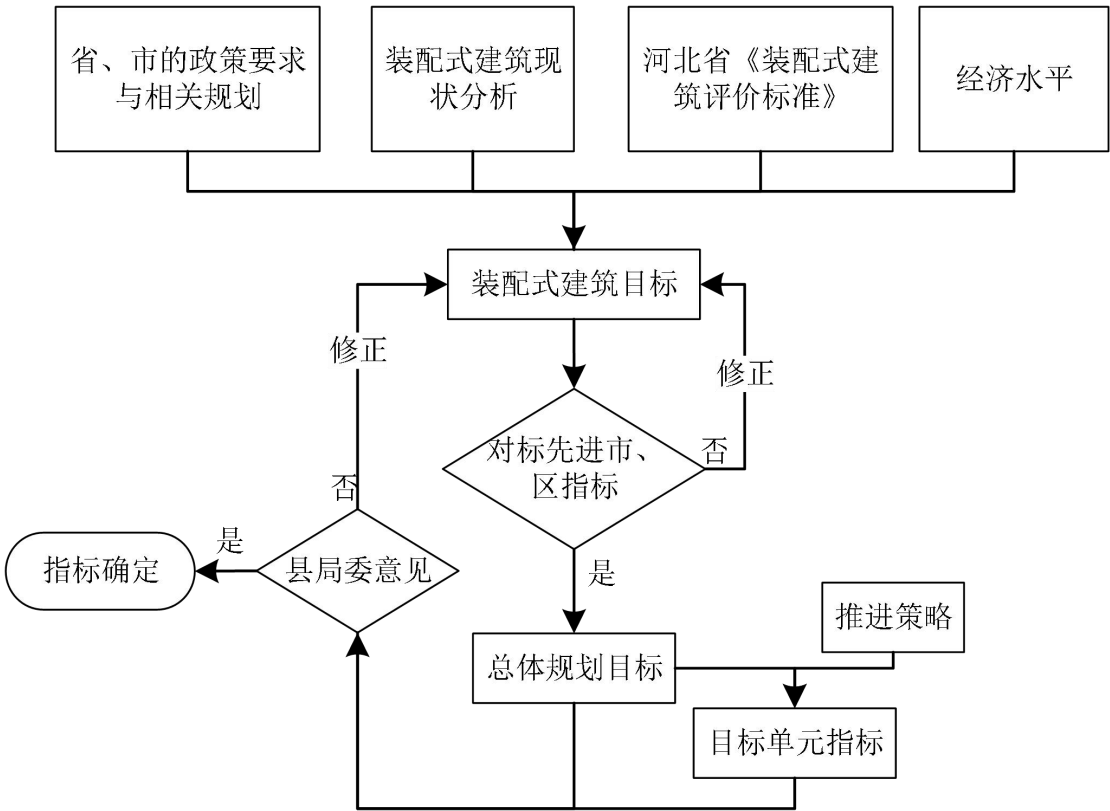 省、市的政策要求
与相关规划
装配式建筑现
状分析
河北省《装配式建
筑评价标准》
经济水平
装配式建筑目标
修正
修正
对标先进市、
区指标
否
否
是
县局委意见
指标确定
是
推进策略
总体规划目标
目标单元指标